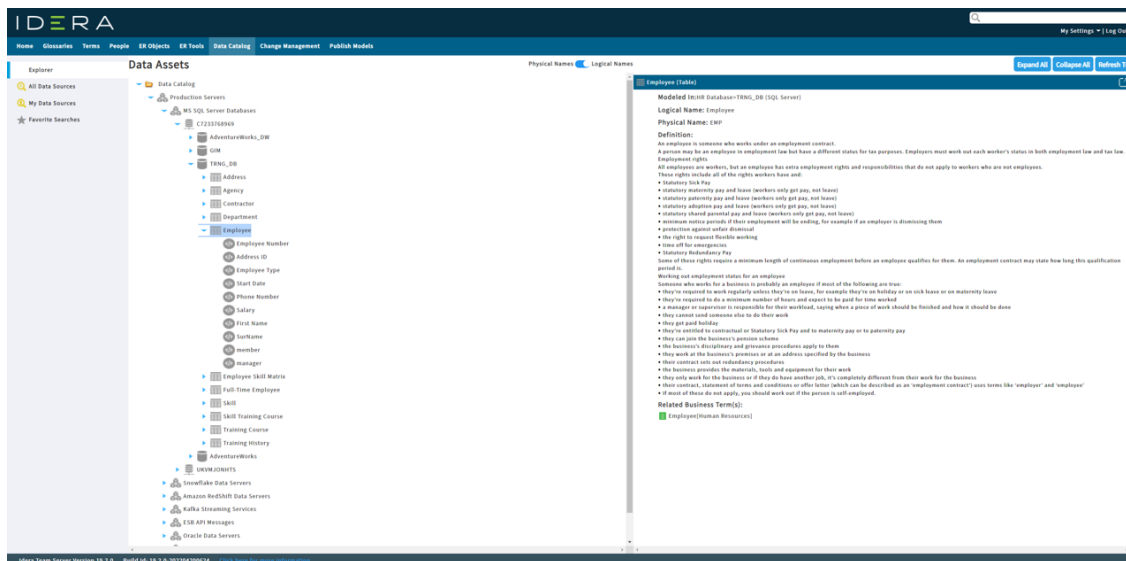 IDERA
My Settings | Log Ou
Home Glossaries Terms People ER Objects ER Tools Data Catalog Change Management Publish Models
Explorer
All Data Sources
My Data Sources
Favorite Searches
Data Assets
Physical Names Logical Names
Expand All Collapse All Refresh T
Data Catalog
Production Servers
MS SQL Server Databases
C7233768969
AdventureWorks_DW
GIM
TRNG_DB
Address
Agency
Contractor
Department
Employee
Employee Number
Address ID
Employee Type
Start Date
Phone Number
Salary
First Name
SurName
member
manager
Employee Skill Matrix
Full-Time Employee
Skill
Skill Training Course
Training Course
Training History
AdventureWorks
UKVMJONHTS
Snowflake Data Servers
Amazon RedShift Data Servers
Kafka Streaming Services
ESB API Messages
Oracle Data Servers
Employee (Table)
Modeled In:HR Database=TRNG_DB (SQL Server)
Logical Name: Employee
Physical Name: EMP
Definition:
An employee is someone who works under an employment contract.
A person may be an employee in employment law but have a different status for tax purposes. Employers must work out each worker's status in both employment law and tax law.
Employment rights
All employees are workers, but an employee has extra employment rights and responsibilities that do not apply to workers who are not employees.
These rights include all of the rights workers have and:
• Statutory Sick Pay
• statutory maternity pay and leave (workers only get pay, not leave)
• statutory paternity pay and leave (workers only get pay, not leave)
• statutory adoption pay and leave (workers only get pay, not leave)
• statutory shared parental pay and leave (workers only get pay, not leave)
• minimum notice periods if their employment will be ending, for example if an employer is dismissing them
• protection against unfair dismissal
• the right to request flexible working
• time off for emergencies
• Statutory Redundancy Pay
Some of these rights require a minimum length of continuous employment before an employee qualifies for them. An employment contract may state how long this qualification
period is.
Working out employment status for an employee
Someone who works for a business is probably an employee if most of the following are true:
• they're required to work regularly unless they're on leave, for example they're on holiday or on sick leave or on maternity leave
• they're required to do a minimum number of hours and expect to be paid for time worked
• a manager or supervisor is responsible for their workload, saying when a piece of work should be finished and how it should be done
• they cannot send someone else to do their work
• they get paid holiday
• they're entitled to contractual or Statutory Sick Pay and to maternity pay or to paternity pay
• they can join the business's pension scheme
• the business's disciplinary and grievance procedures apply to them
• they work at the business's premises or at an address specified by the business
• their contract sets out redundancy procedures
• the business provides the materials, tools and equipment for their work
• they only work for the business or if they do have another job, it's completely different from their work for the business
• their contract, statement of terms and conditions or offer letter (which can be described as an 'employment contract') uses terms like 'employer' and 'employee'
• if most of these do not apply, you should work out if the person is self-employed.
Related Business Term(s):
Employee[Human Resources]